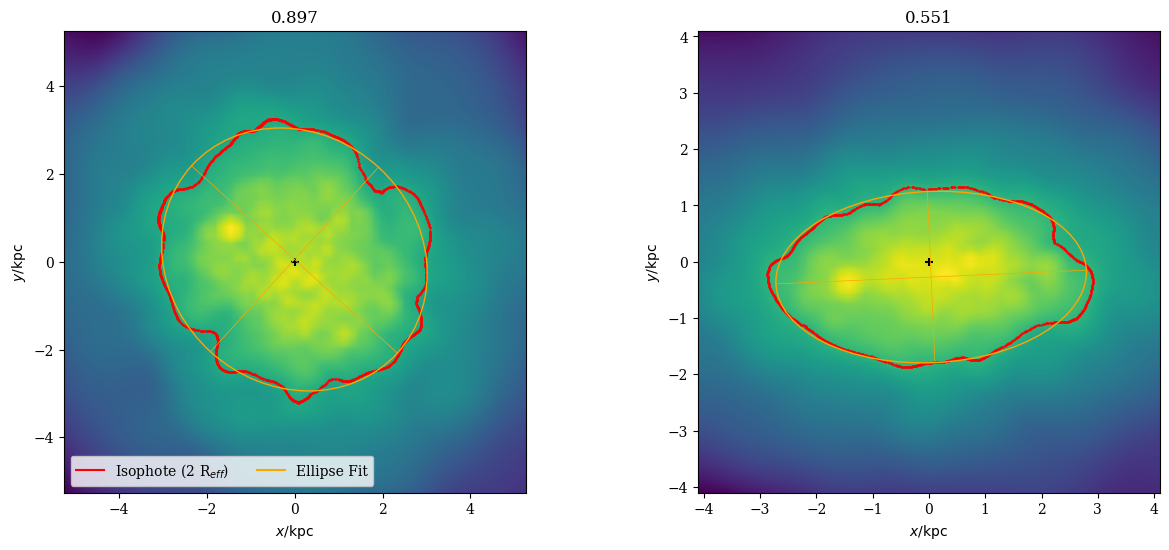 0.897
4
2
0
−2
−4
y/kpc
Isophote (2 R_eff) Ellipse Fit
−4 −2 0 2 4
x/kpc
0.551
4
3
2
1
0
−1
−2
−3
−4
y/kpc
−4 −3 −2 −1 0 1 2 3 4
x/kpc